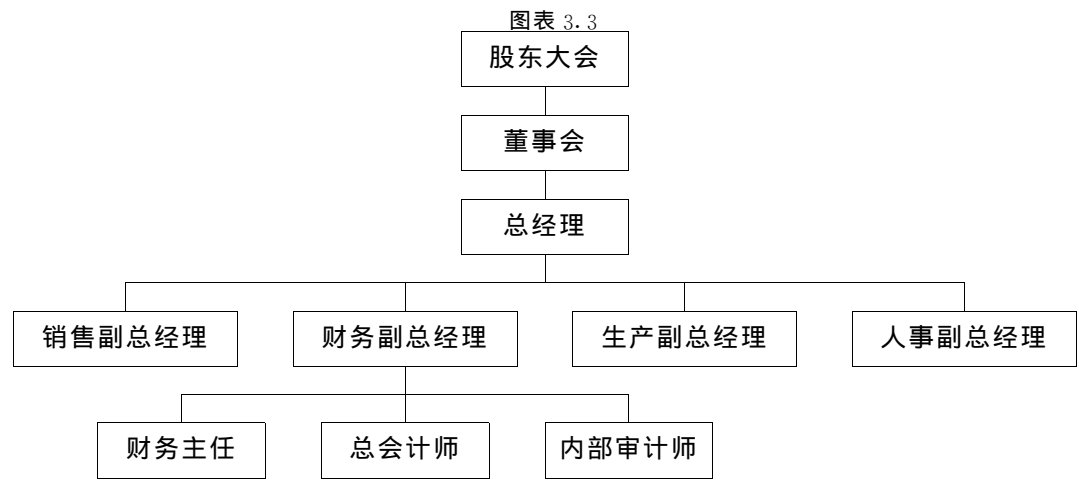 图表 3.3
股东大会
董事会
总经理
销售副总经理
财务副总经理
生产副总经理
人事副总经理
财务主任
总会计师
内部审计师